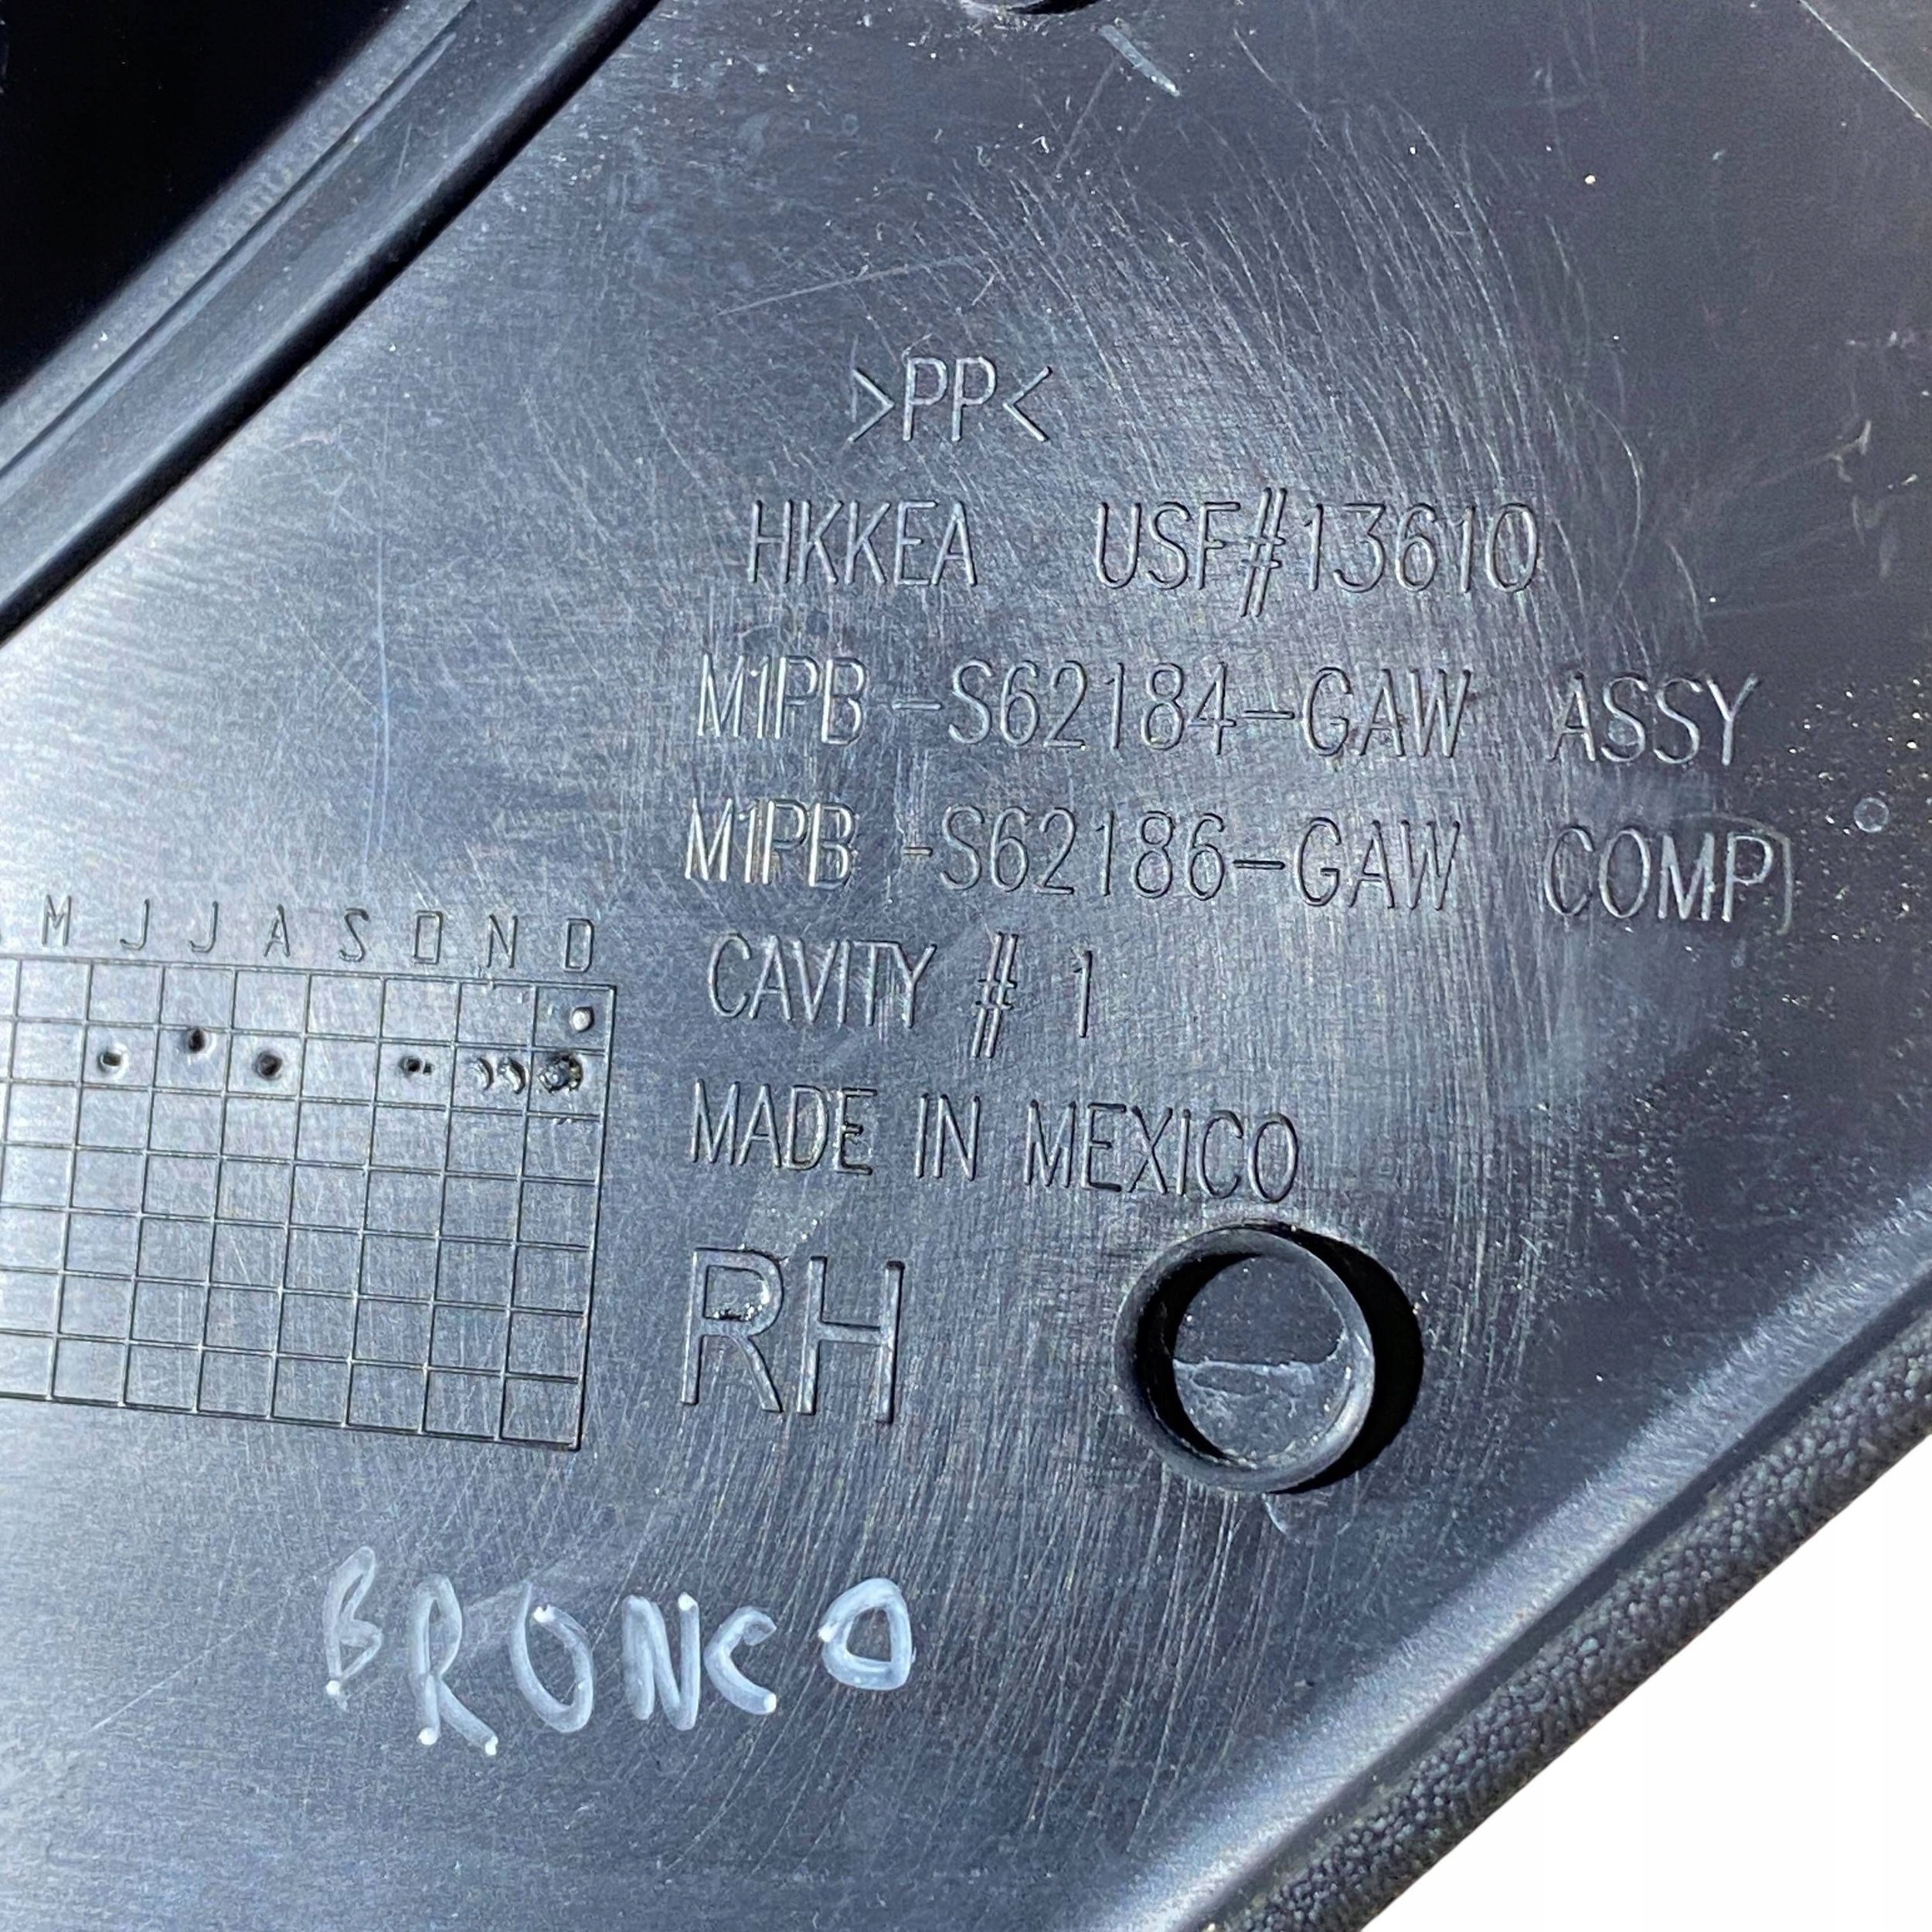 >PP<
HKKEA USF#13610
M1PB-S62184-GAW ASSY
M1PB-S62186-GAW COMP
CAVITY # 1
MADE IN MEXICO
M J J A S O N D
RH
BRONCO